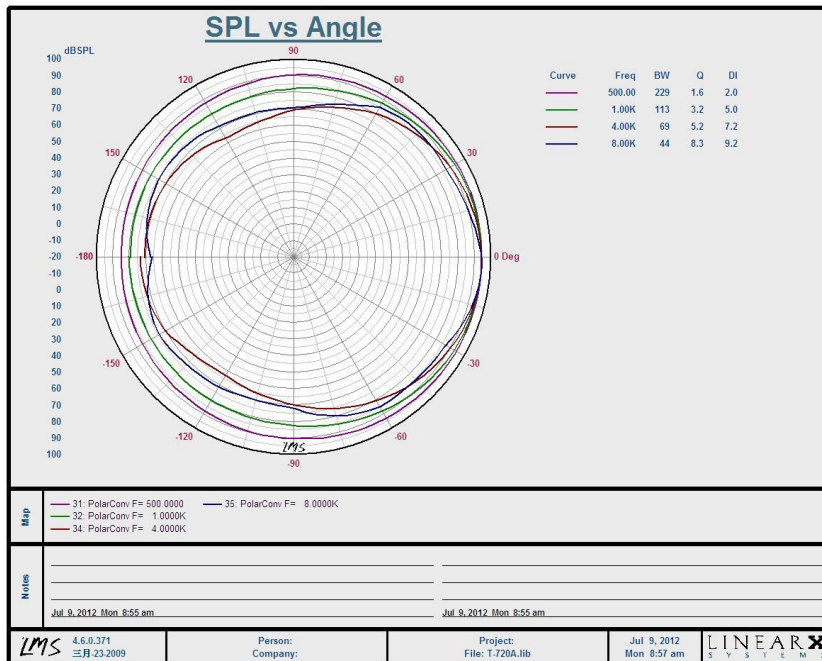 SPL vs Angle
dBSPL
100
90
80
70
60
50
40
30
20
10
0
-10
-20
-10
0
10
20
30
40
50
60
70
80
90
100
90
120
60
150
30
-180
0 Deg
-150
-30
-120
-60
-90
LMS
Curve Freq BW Q DI
500.00 229 1.6 2.0
1.00K 113 3.2 5.0
4.00K 69 5.2 7.2
8.00K 44 8.3 9.2
Map
31: PolarConv F= 500.0000 35: PolarConv F= 8.0000K
32: PolarConv F= 1.0000K
34: PolarConv F= 4.0000K
Notes
Jul 9, 2012 Mon 8:55 am Jul 9, 2012 Mon 8:55 am
LMS 4.6.0.371
三月-23-2009
Person:
Company:
Project:
File: T-720A.lib
Jul 9, 2012
Mon 8:57 am
LINEARX
SYSTEMS